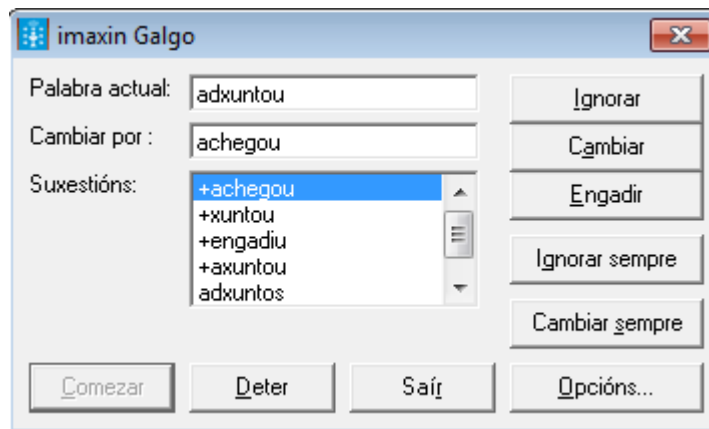 imaxin Galgo
Palabra actual: adxuntou
Ignorar
Cambiar por : achegou
Cambiar
Suxestións:
+achegou
+xuntou
+engadiu
+axuntou
adxuntos
Engadir
Ignorar sempre
Cambiar sempre
Comezar
Deter
Saír
Opcións...